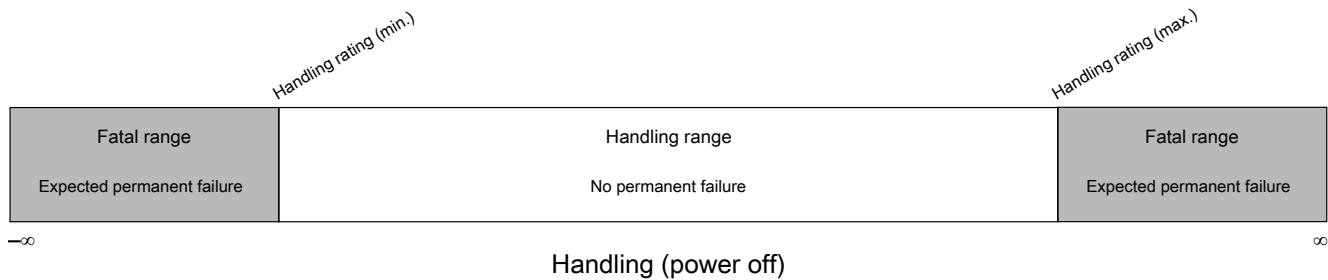 Handling rating (min.)
Handling rating (max.)
Fatal range
Handling range
Fatal range
Expected permanent failure
No permanent failure
Expected permanent failure
–∞
∞
Handling (power off)